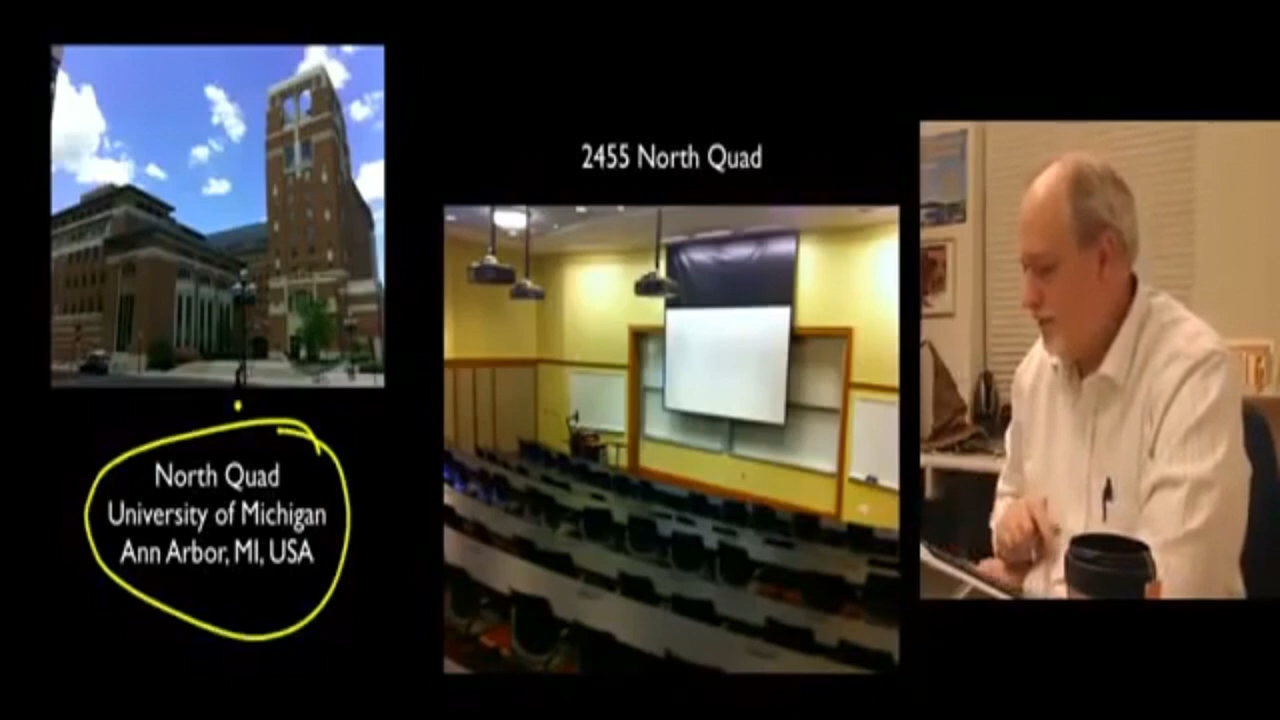 North Quad
University of Michigan
Ann Arbor, MI, USA
2455 North Quad